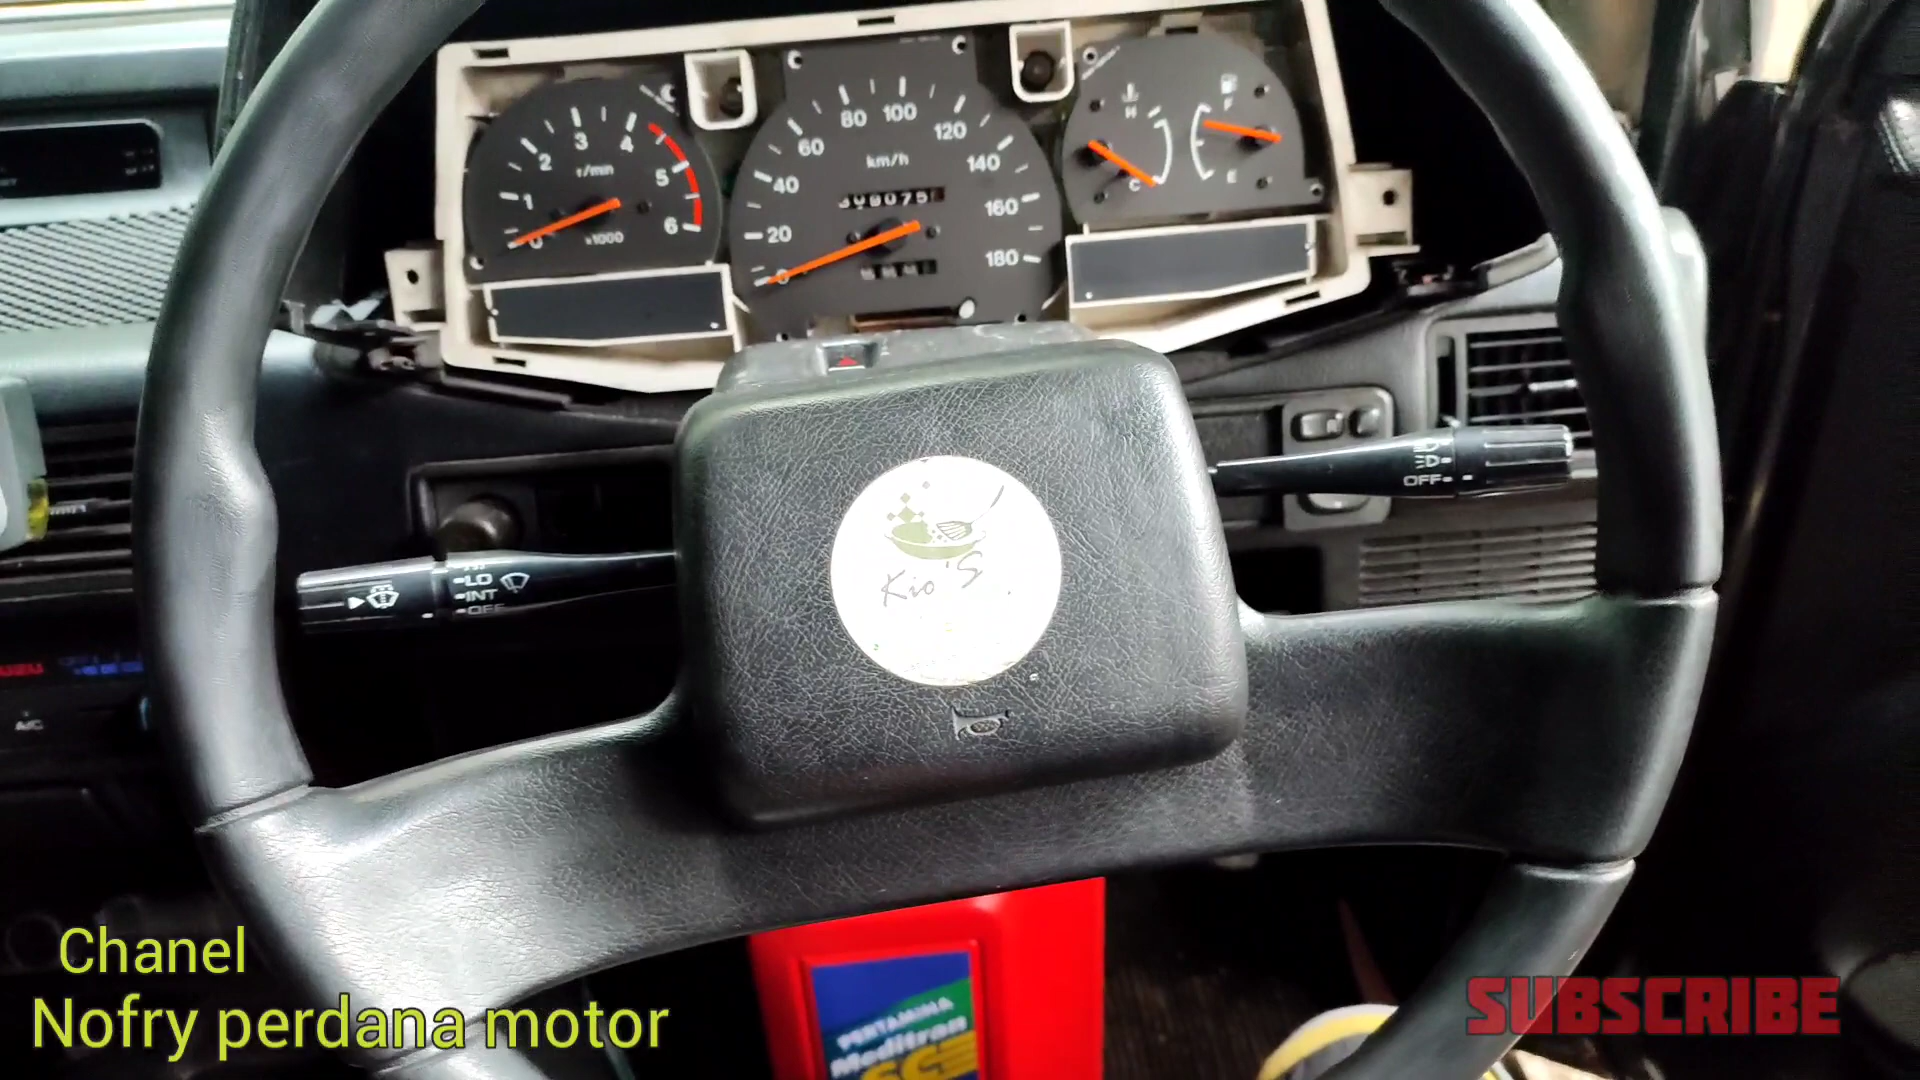 1
2
3
4
5
6
0
r/min
x1000
0
20
40
60
80
100
120
140
160
180
km/h
H
C
F
E
OFF
LO
INT
OFF
Kio'S
A/C
PERTAMINA
Meditran
Chanel
Nofry perdana motor
SUBSCRIBE